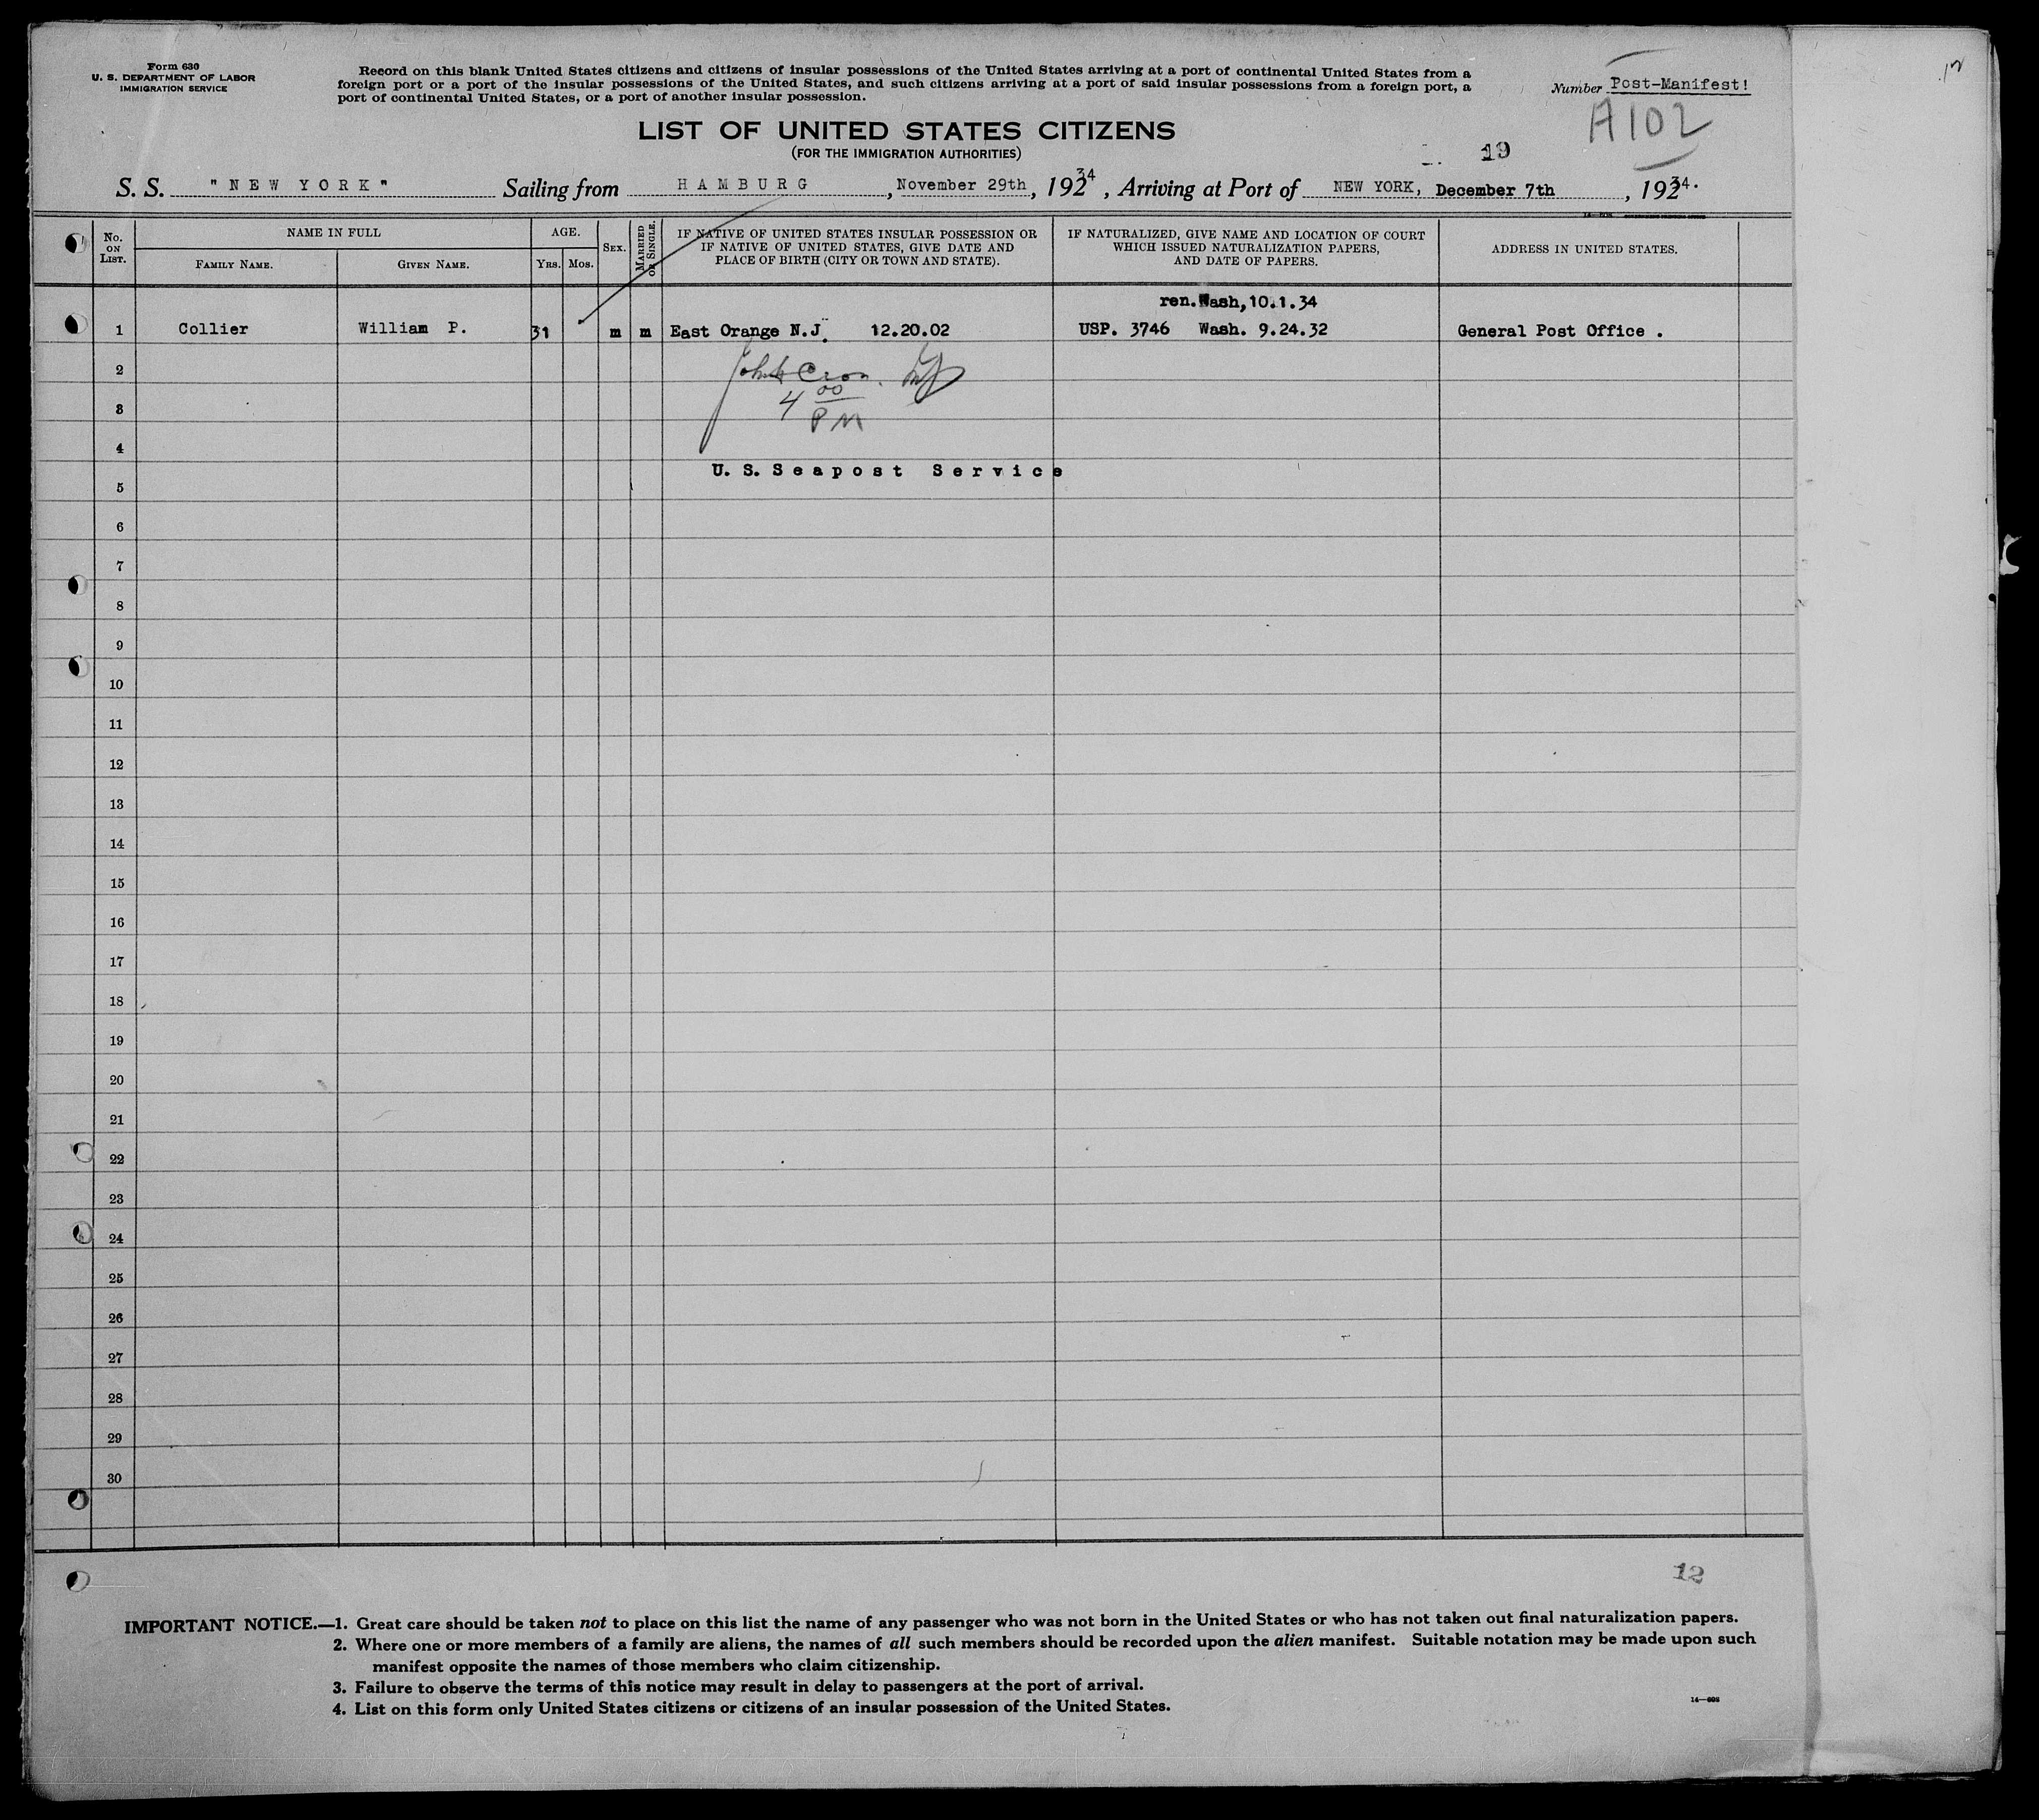 Form 630
U. S. DEPARTMENT OF LABOR
IMMIGRATION SERVICE
Record on this blank United States citizens and citizens of insular possessions of the United States arriving at a port of continental United States from a
foreign port or a port of the insular possessions of the United States, and such citizens arriving at a port of said insular possessions from a foreign port, a
port of continental United States, or a port of another insular possession.
Number Post-Manifest!
A102
12
LIST OF UNITED STATES CITIZENS
(FOR THE IMMIGRATION AUTHORITIES)
19
S. S. "NEW YORK" Sailing from HAMBURG, November 29th, 19234, Arriving at Port of NEW YORK, December 7th, 19234.
No. ON LIST.
NAME IN FULL
FAMILY NAME.
GIVEN NAME.
AGE.
YRS.
MOS.
SEX.
MARRIED OR SINGLE.
IF NATIVE OF UNITED STATES INSULAR POSSESSION OR
IF NATIVE OF UNITED STATES, GIVE DATE AND
PLACE OF BIRTH (CITY OR TOWN AND STATE).
IF NATURALIZED, GIVE NAME AND LOCATION OF COURT
WHICH ISSUED NATURALIZATION PAPERS,
AND DATE OF PAPERS.
ADDRESS IN UNITED STATES.
ren.Wash,10.1.34
1 Collier William P. 31 m m East Orange N.J. 12.20.02 USP. 3746 Wash. 9.24.32 General Post Office .
2
4 00
3
PM
4
U. S. Seapost Service
5
6
7
8
9
10
11
12
13
14
15
16
17
18
19
20
21
22
23
24
25
26
27
28
29
30
12
IMPORTANT NOTICE.—1. Great care should be taken not to place on this list the name of any passenger who was not born in the United States or who has not taken out final naturalization papers.
2. Where one or more members of a family are aliens, the names of all such members should be recorded upon the alien manifest. Suitable notation may be made upon such
manifest opposite the names of those members who claim citizenship.
3. Failure to observe the terms of this notice may result in delay to passengers at the port of arrival.
4. List on this form only United States citizens or citizens of an insular possession of the United States.
14—608